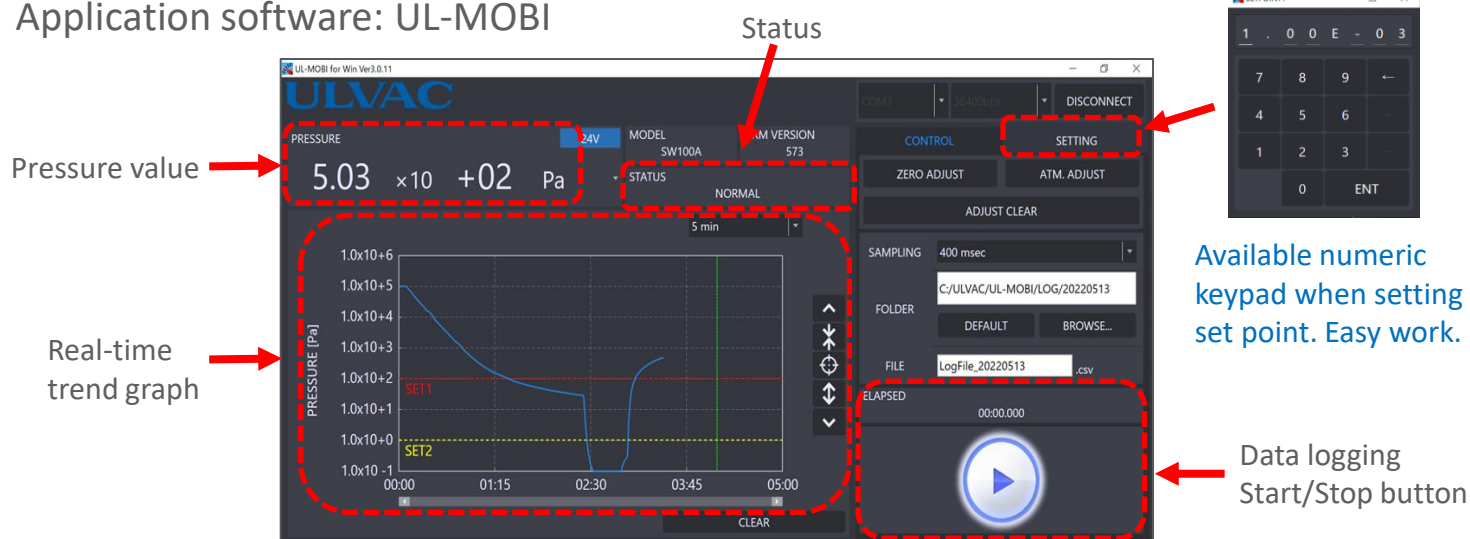 Application software: UL-MOBI
Status
Pressure value
Real-time
trend graph
UL-MOBI for Win Ver3.0.11
ULVAC
COM3
38400bps
DISCONNECT
PRESSURE
24V
5.03 ×10 +02 Pa
MODEL
SW100A
RM VERSION
573
STATUS
NORMAL
CONTROL
SETTING
ZERO ADJUST
ATM. ADJUST
ADJUST CLEAR
5 min
PRESSURE [Pa]
1.0x10+6
1.0x10+5
1.0x10+4
1.0x10+3
1.0x10+2
1.0x10+1
1.0x10+0
1.0x10 -1
SET1
SET2
00:00 01:15 02:30 03:45 05:00
CLEAR
SAMPLING
400 msec
FOLDER
C:/ULVAC/UL-MOBI/LOG/20220513
DEFAULT
BROWSE...
FILE
LogFile_20220513
.csv
ELAPSED
00:00.000
1 . 0 0 E - 0 3
7 8 9 ←
4 5 6
1 2 3
0 ENT
Available numeric
keypad when setting
set point. Easy work.
Data logging
Start/Stop button